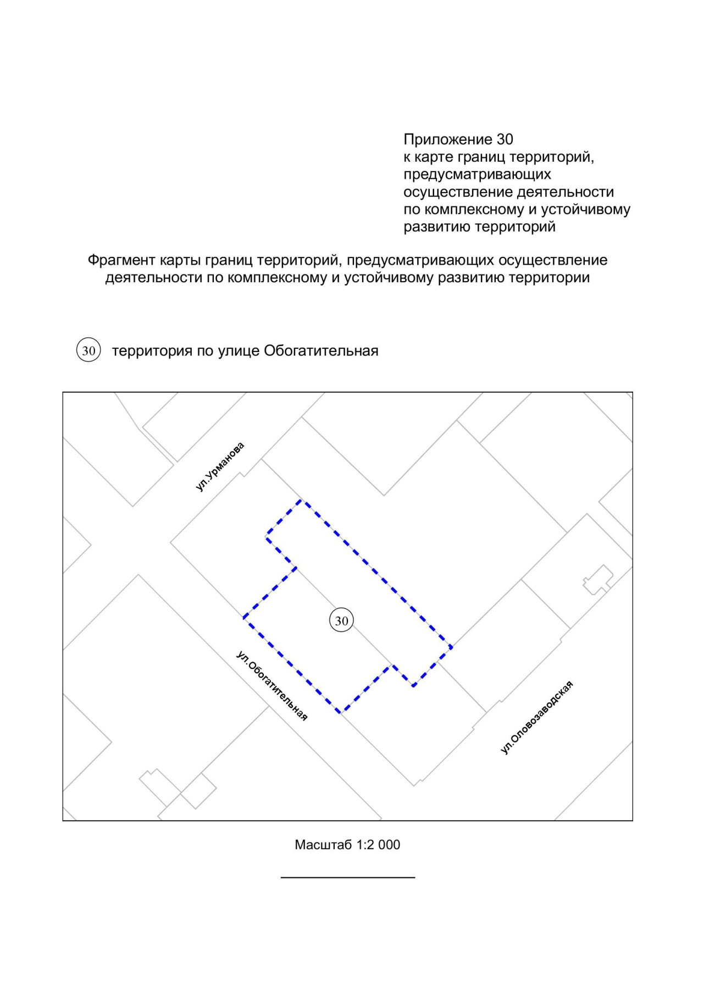 Приложение 30
к карте границ территорий,
предусматривающих
осуществление деятельности
по комплексному и устойчивому
развитию территорий
Фрагмент карты границ территорий, предусматривающих осуществление
деятельности по комплексному и устойчивому развитию территории
30 территория по улице Обогатительная
ул.Урманова
30
ул.Обогатительная
ул.Оловозаводская
Масштаб 1:2 000